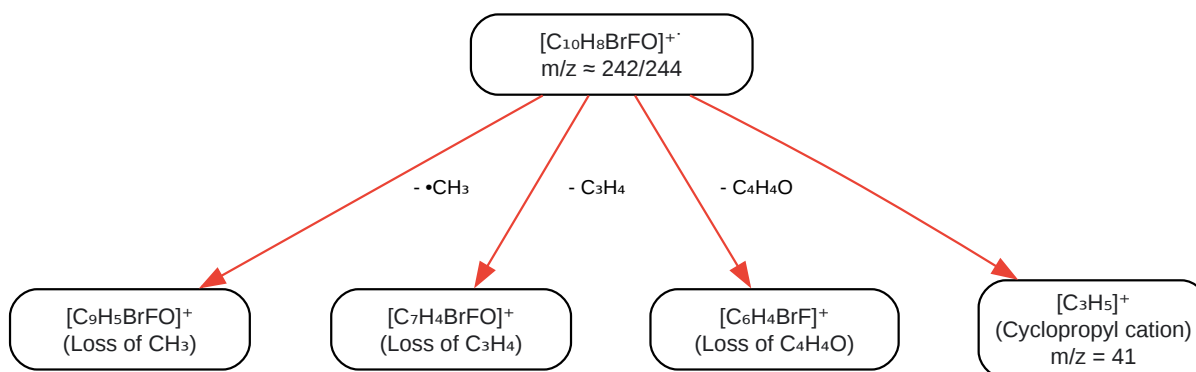 [C₁₀H₈BrFO]⁺˙
m/z ≈ 242/244
- •CH₃
- C₃H₄
- C₄H₄O
[C₉H₅BrFO]⁺
(Loss of CH₃)
[C₇H₄BrFO]⁺
(Loss of C₃H₄)
[C₆H₄BrF]⁺
(Loss of C₄H₄O)
[C₃H₅]⁺
(Cyclopropyl cation)
m/z = 41